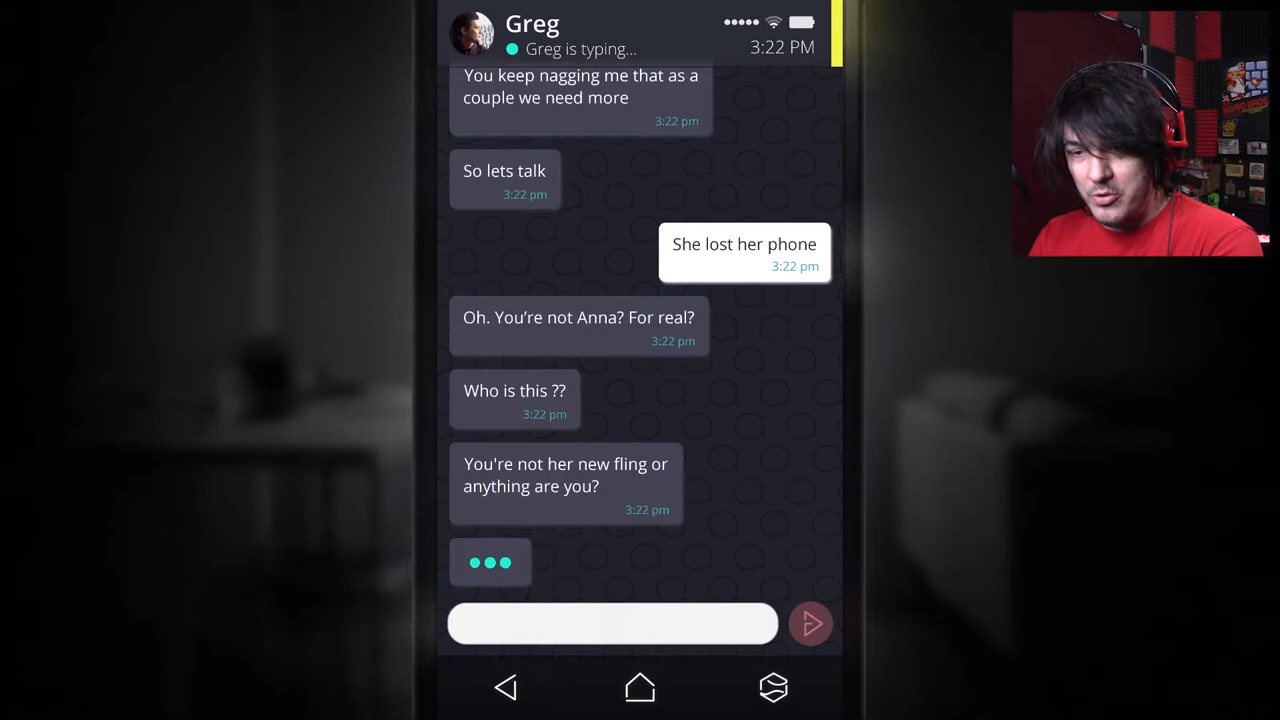 Greg
Greg is typing...
3:22 PM
You keep nagging me that as a
couple we need more
3:22 pm
So lets talk
3:22 pm
She lost her phone
3:22 pm
Oh. You’re not Anna? For real?
3:22 pm
Who is this ??
3:22 pm
You're not her new fling or
anything are you?
3:22 pm